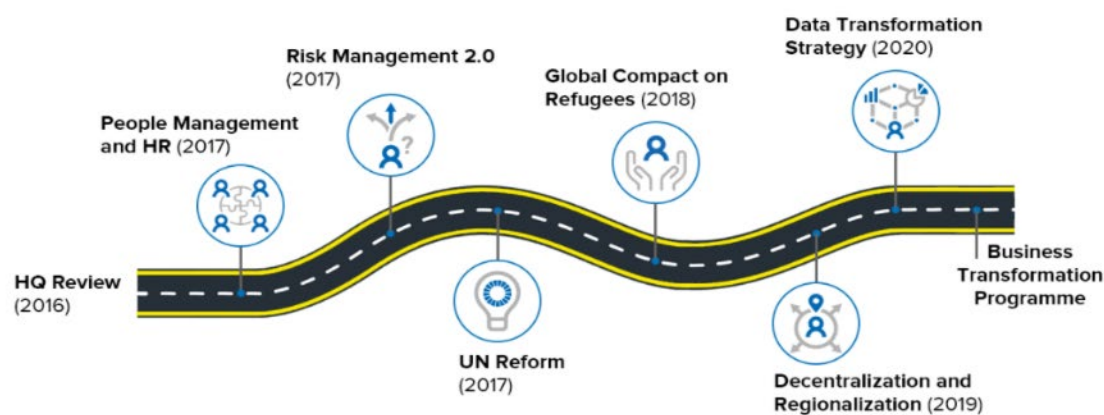 HQ Review
(2016)
People Management
and HR (2017)
Risk Management 2.0
(2017)
?
UN Reform
(2017)
Global Compact on
Refugees (2018)
Decentralization and
Regionalization (2019)
Data Transformation
Strategy (2020)
Business
Transformation
Programme